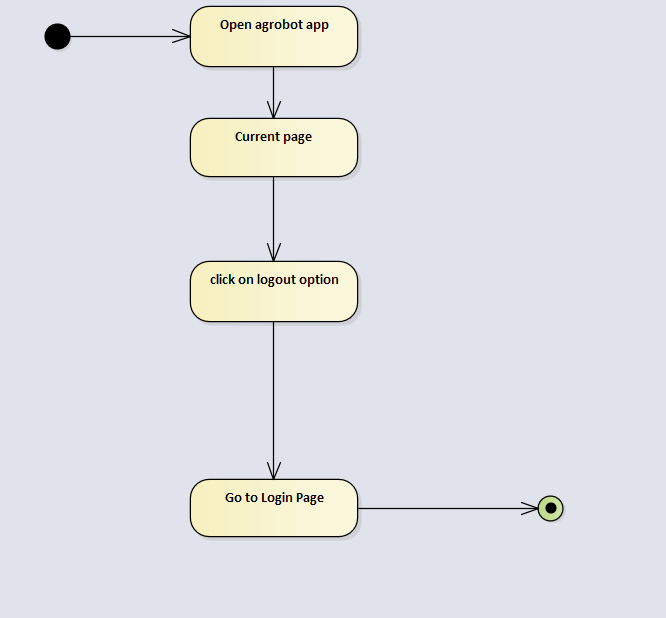 Open agrobot app
Current page
click on logout option
Go to Login Page